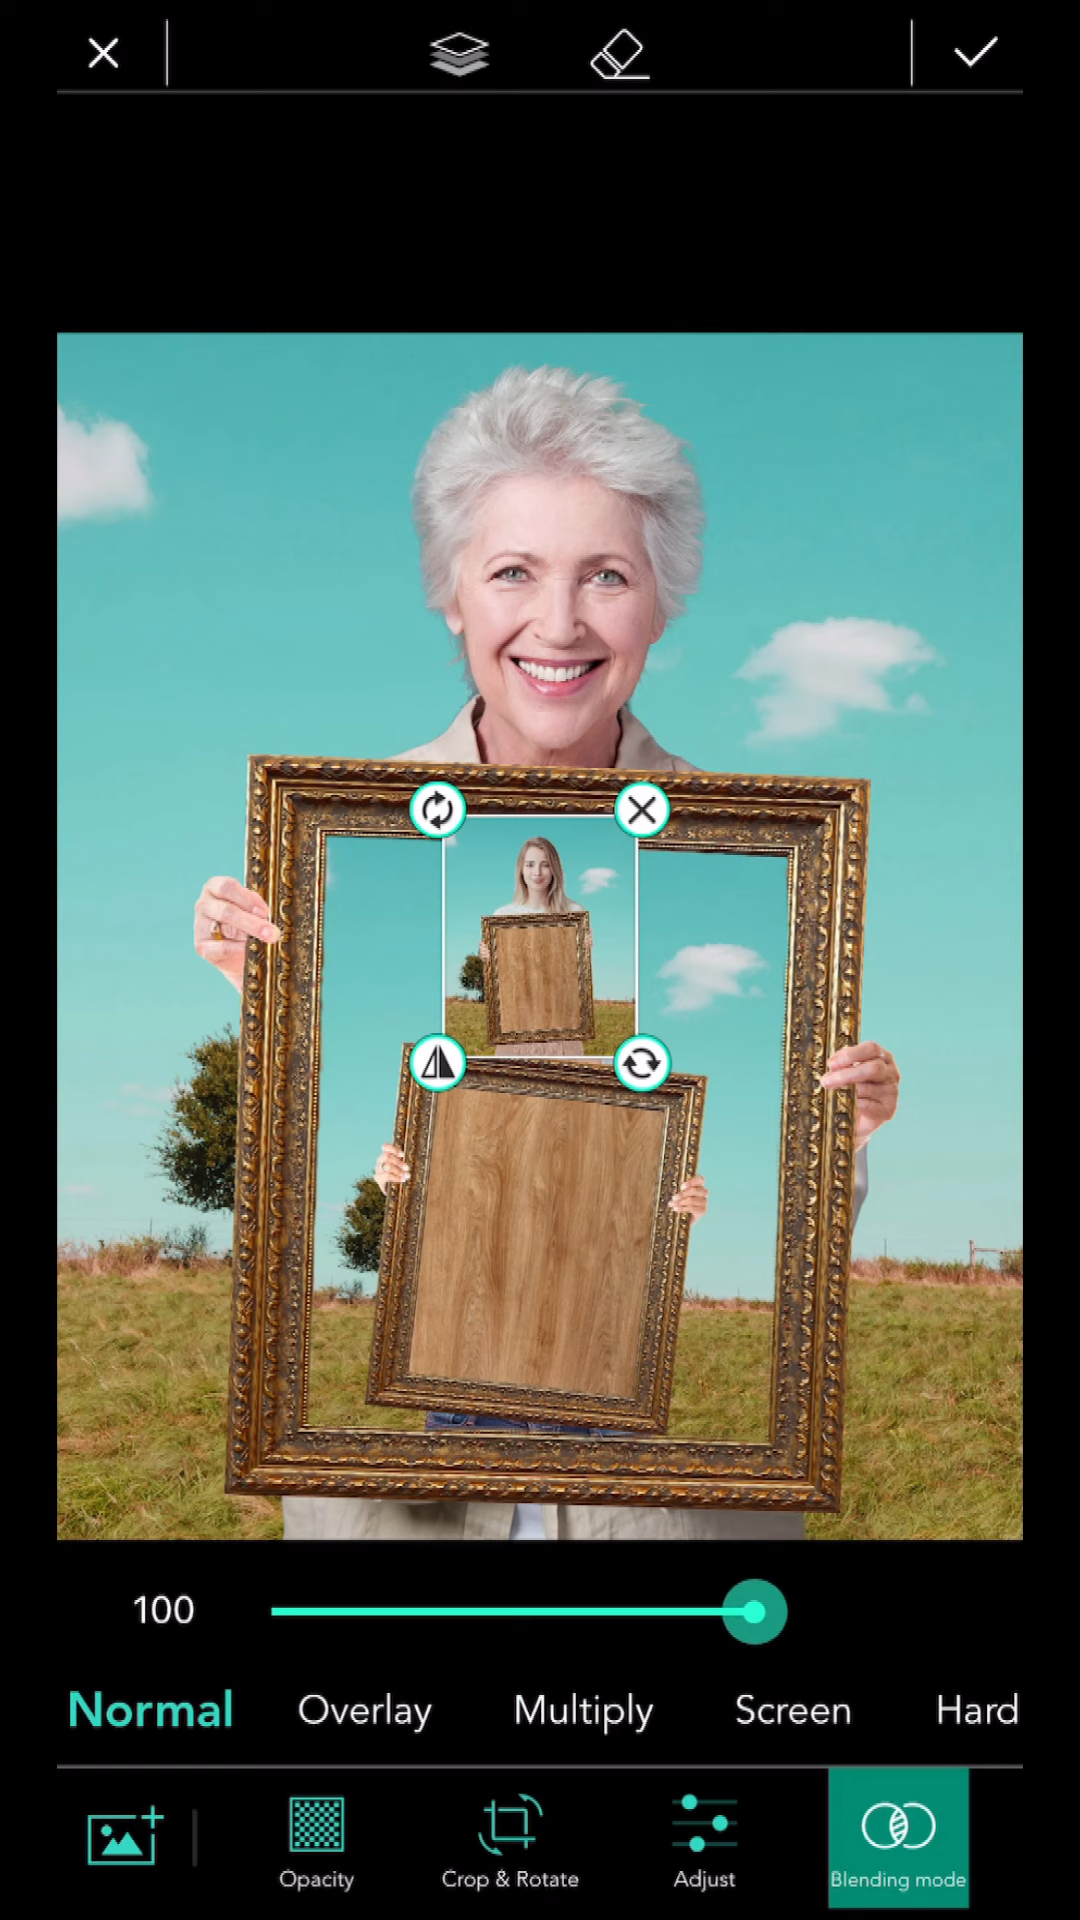 100
Normal Overlay Multiply Screen Hard
Opacity Crop & Rotate Adjust Blending mode